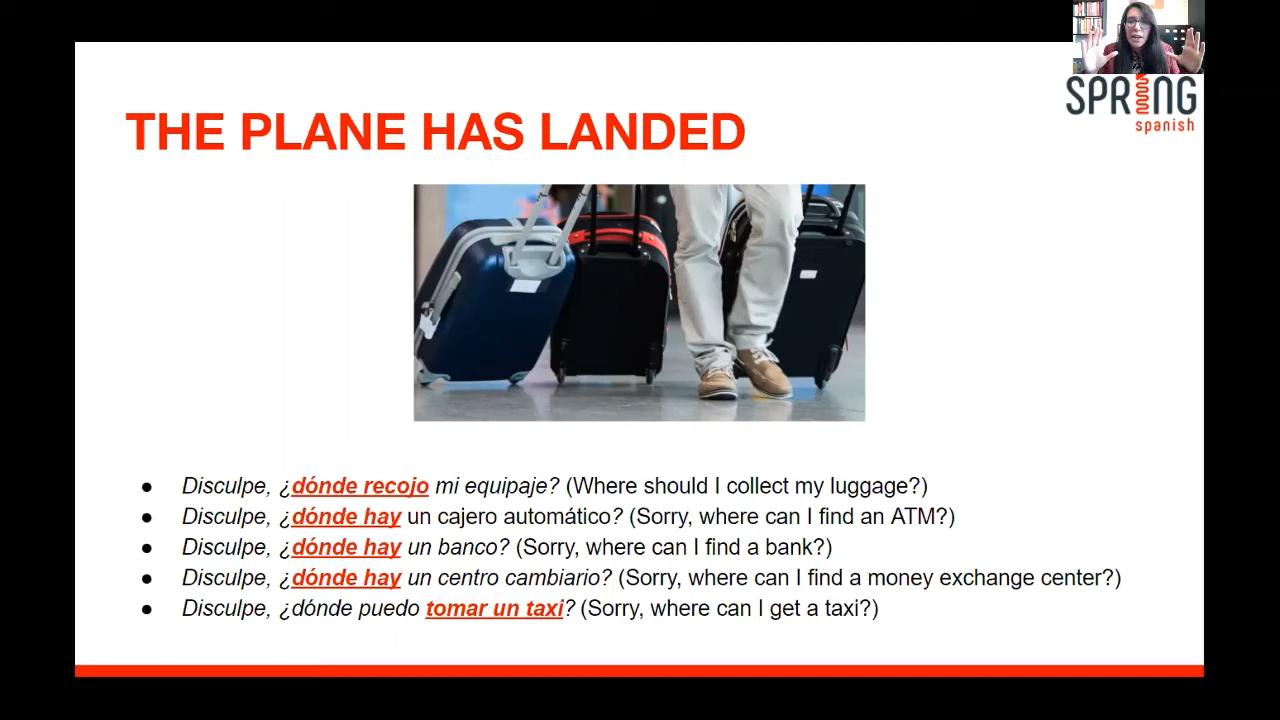 SPRING
spanish
THE PLANE HAS LANDED
● Disculpe, ¿dónde recojo mi equipaje? (Where should I collect my luggage?)
● Disculpe, ¿dónde hay un cajero automático? (Sorry, where can I find an ATM?)
● Disculpe, ¿dónde hay un banco? (Sorry, where can I find a bank?)
● Disculpe, ¿dónde hay un centro cambiario? (Sorry, where can I find a money exchange center?)
● Disculpe, ¿dónde puedo tomar un taxi? (Sorry, where can I get a taxi?)